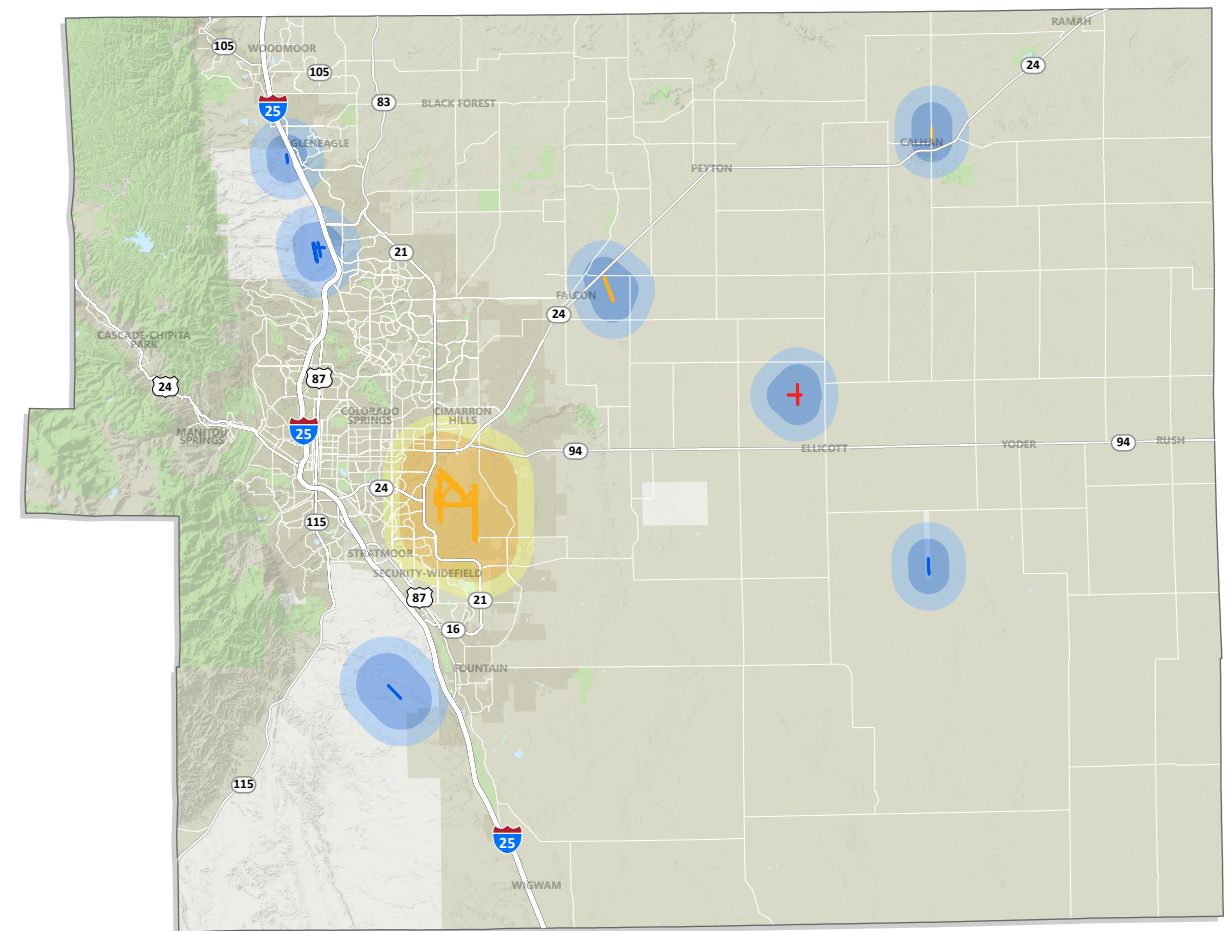 RAMAH
105
WOODMOOR
24
105
83
BLACK FOREST
25
GLENEAGLE
CALHAN
PEYTON
21
FALCON
24
CASCADE-CHIPITA
PARK
87
24
COLORADO
SPRINGS
CIMARRON
HILLS
MANITOU
SPRINGS
25
94
ELLICOTT
YODER
94
RUSH
24
115
STRATMOOR
SECURITY-WIDEFIELD
87
21
16
FOUNTAIN
115
25
WIGWAM